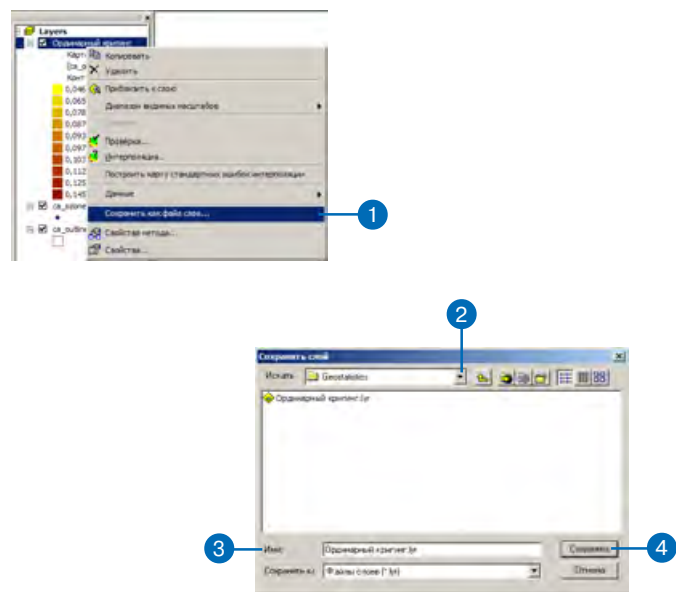 Layers
Ординарный кригинг
Копировать
Удалить
Приблизить к слою
Диапазон видимых масштабов
Проверка...
Интерполяция...
Построить карту стандартных ошибок интерполяции
Данные
Сохранить как файл слоя...
Свойства метода...
Свойства...
0,046
0,065
0,078
0,087
0,093
0,097
0,103
0,112
0,125
0,145
1
2
Сохранить слой
Искать:
Geostatistics
Ординарный кригинг.lyr
3
Имя:
Ординарный кригинг.lyr
Сохранить
4
Сохранить как
Файлы слоев (*.lyr)
Отмена